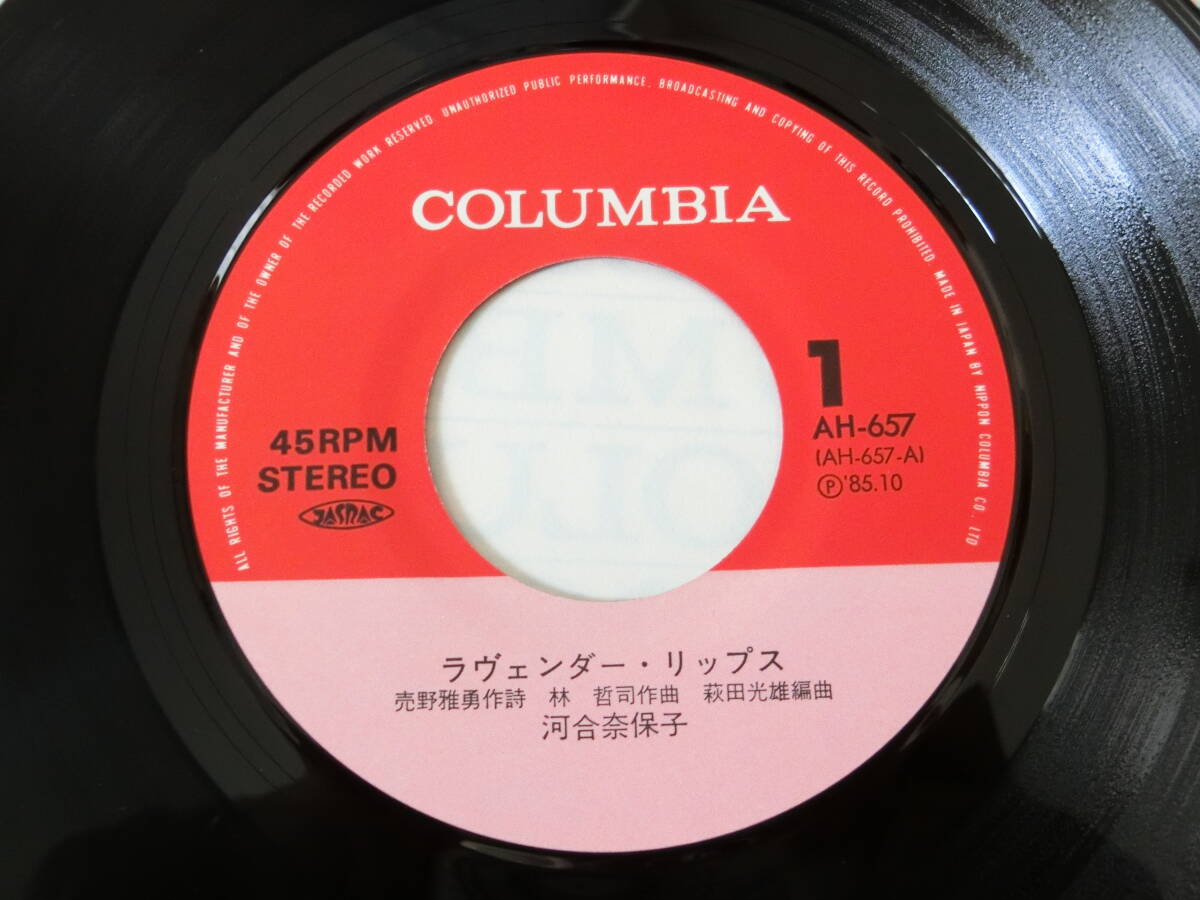 ALL RIGHTS OF THE MANUFACTURER AND OF THE OWNER OF THE RECORDED WORK RESERVED UNAUTHORIZED PUBLIC PERFORMANCE, BROADCASTING AND COPYING OF THIS RECORD PROHIBITED MADE IN JAPAN BY NIPPON COLUMBIA CO., LTD
COLUMBIA
45RPM
STEREO
JASRAC
1
AH-657
(AH-657-A)
Ⓟ'85.10
ラヴェンダー・リップス
売野雅勇作詩 林 哲司作曲 萩田光雄編曲
河合奈保子